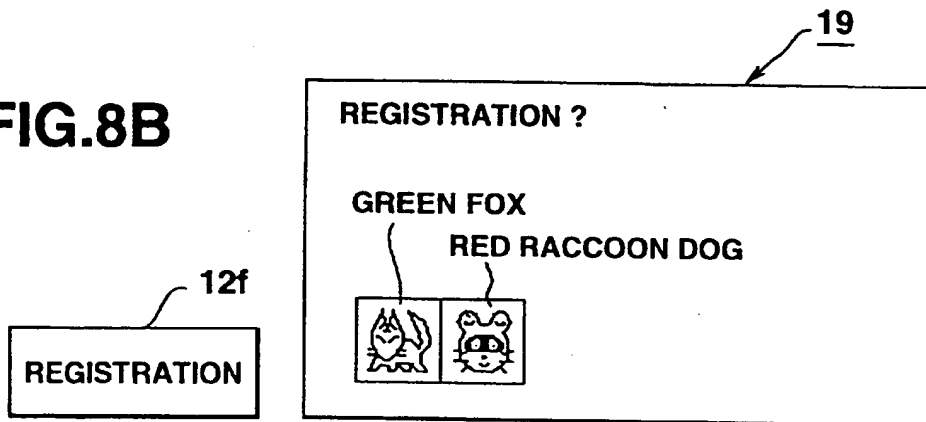 19
FIG.8B
REGISTRATION ?
GREEN FOX
RED RACCOON DOG
12f
REGISTRATION